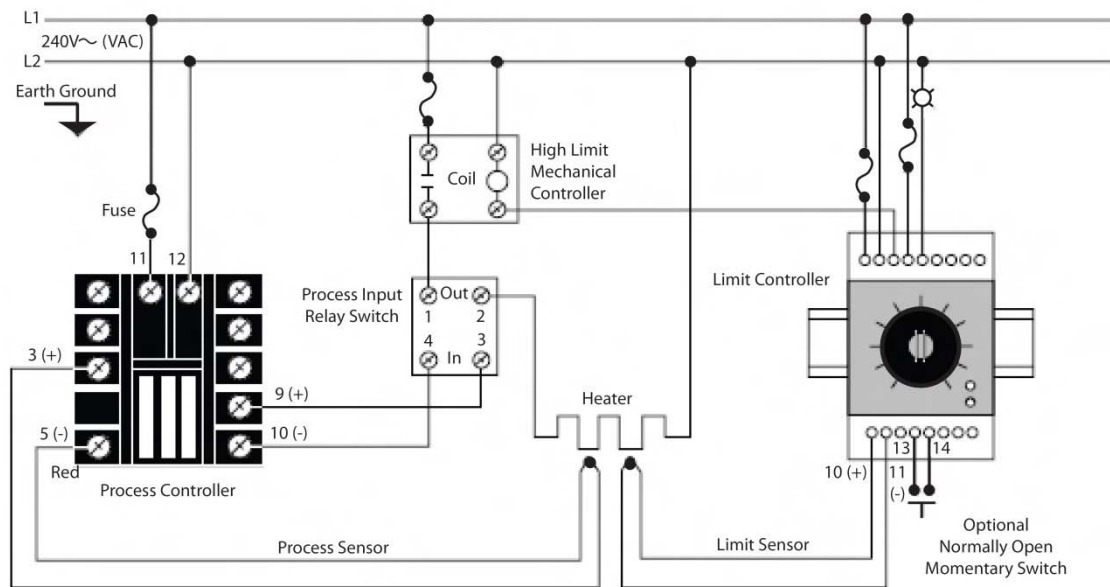 L1
240V～ (VAC)
L2
Earth Ground
Fuse
11
12
High Limit
Mechanical
Controller
Coil
Limit Controller
Process Input
Relay Switch
Out
1
2
4
3
In
3 (+)
9 (+)
10 (-)
5 (-)
Red
Process Controller
Heater
13
14
10 (+)
11
(-)
Process Sensor
Limit Sensor
Optional
Normally Open
Momentary Switch